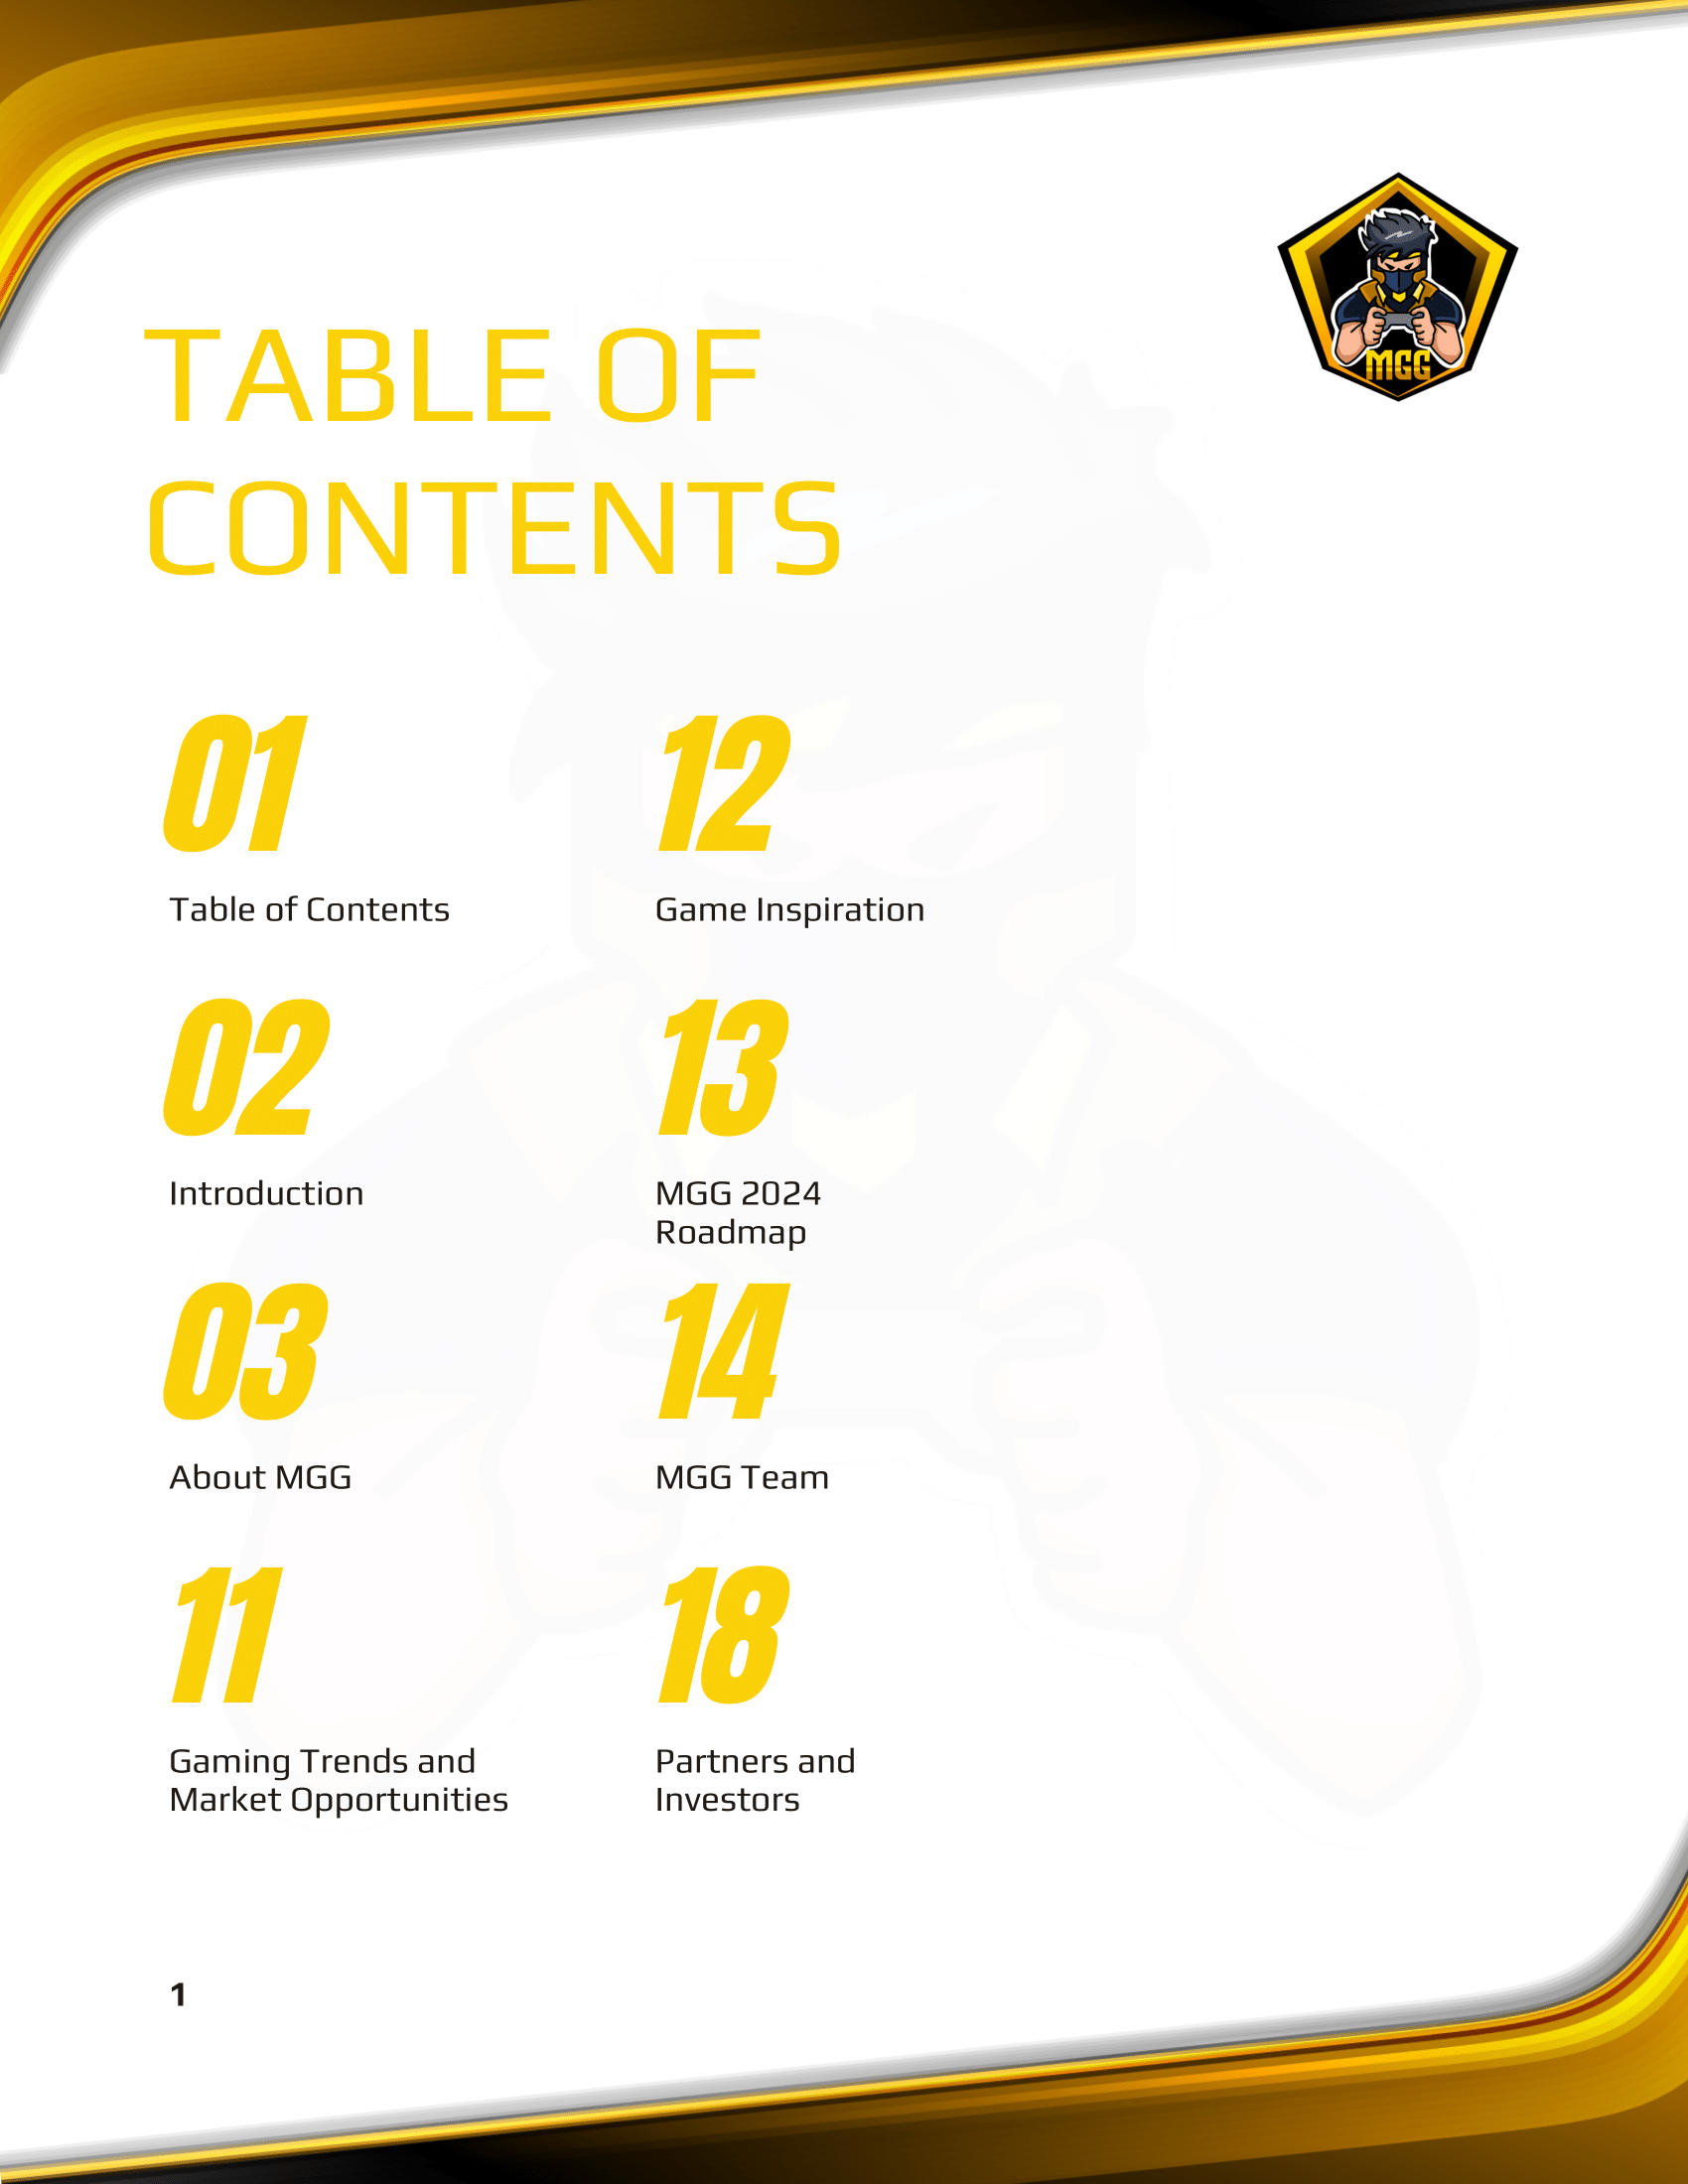 MGG
TABLE OF
CONTENTS
01
Table of Contents
02
Introduction
03
About MGG
11
Gaming Trends and
Market Opportunities
12
Game Inspiration
13
MGG 2024
Roadmap
14
MGG Team
18
Partners and
Investors
1